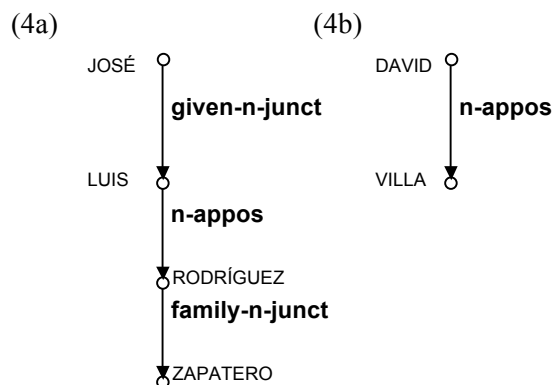 (4a)
(4b)
JOSÉ
DAVID
given-n-junct
n-appos
LUIS
VILLA
n-appos
RODRÍGUEZ
family-n-junct
ZAPATERO